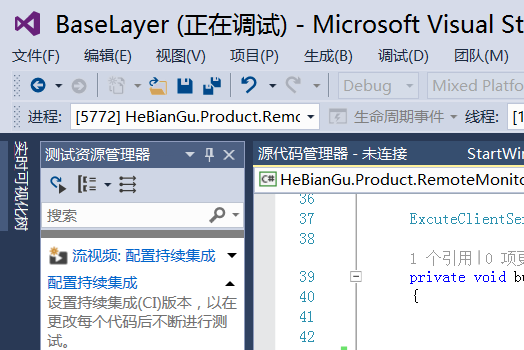 BaseLayer (正在调试) - Microsoft Visual St
文件(F) 编辑(E) 视图(V) 项目(P) 生成(B) 调试(D) 团队(M)
Debug Mixed Platform
进程: [5772] HeBianGu.Product.Remo 生命周期事件 线程: [1
实时可视化树
测试资源管理器
搜索
流视频: 配置持续集成
配置持续集成
设置持续集成(CI)版本，以在
更改每个代码后不断进行测
试。
源代码管理器 - 未连接 StartWin
C# HeBianGu.Product.RemoteMonito
36
37 ExcuteClientSer
38
1 个引用|0 项更
39 private void bu
40 {
41
42